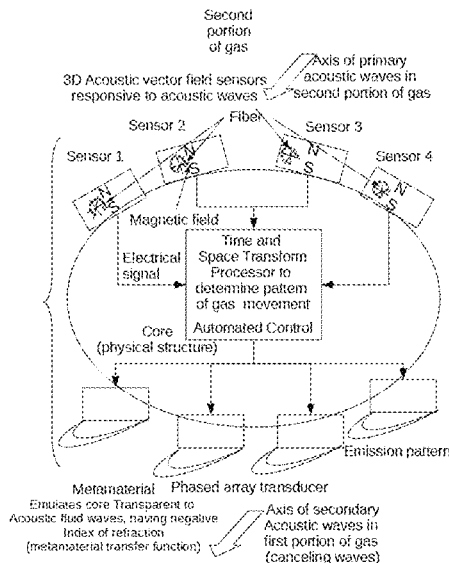 Second
portion
of gas
Axis of primary
acoustic waves in
second portion of gas
3D Acoustic vector field sensors
responsive to acoustic waves
Fiber
Sensor 1
Sensor 2
Sensor 3
Sensor 4
N
S
N
S
N
S
N
S
Magnetic field
Electrical
signal
Time and
Space Transform
Processor to
determine pattern
of gas movement
Automated Control
Core
(physical structure)
Emission pattern
Metamaterial
Emulates core Transparent to
Acoustic fluid waves, having negative
Index of refraction
(metamaterial transfer function)
Phased array transducer
Axis of secondary
Acoustic waves in
first portion of gas
(canceling waves)